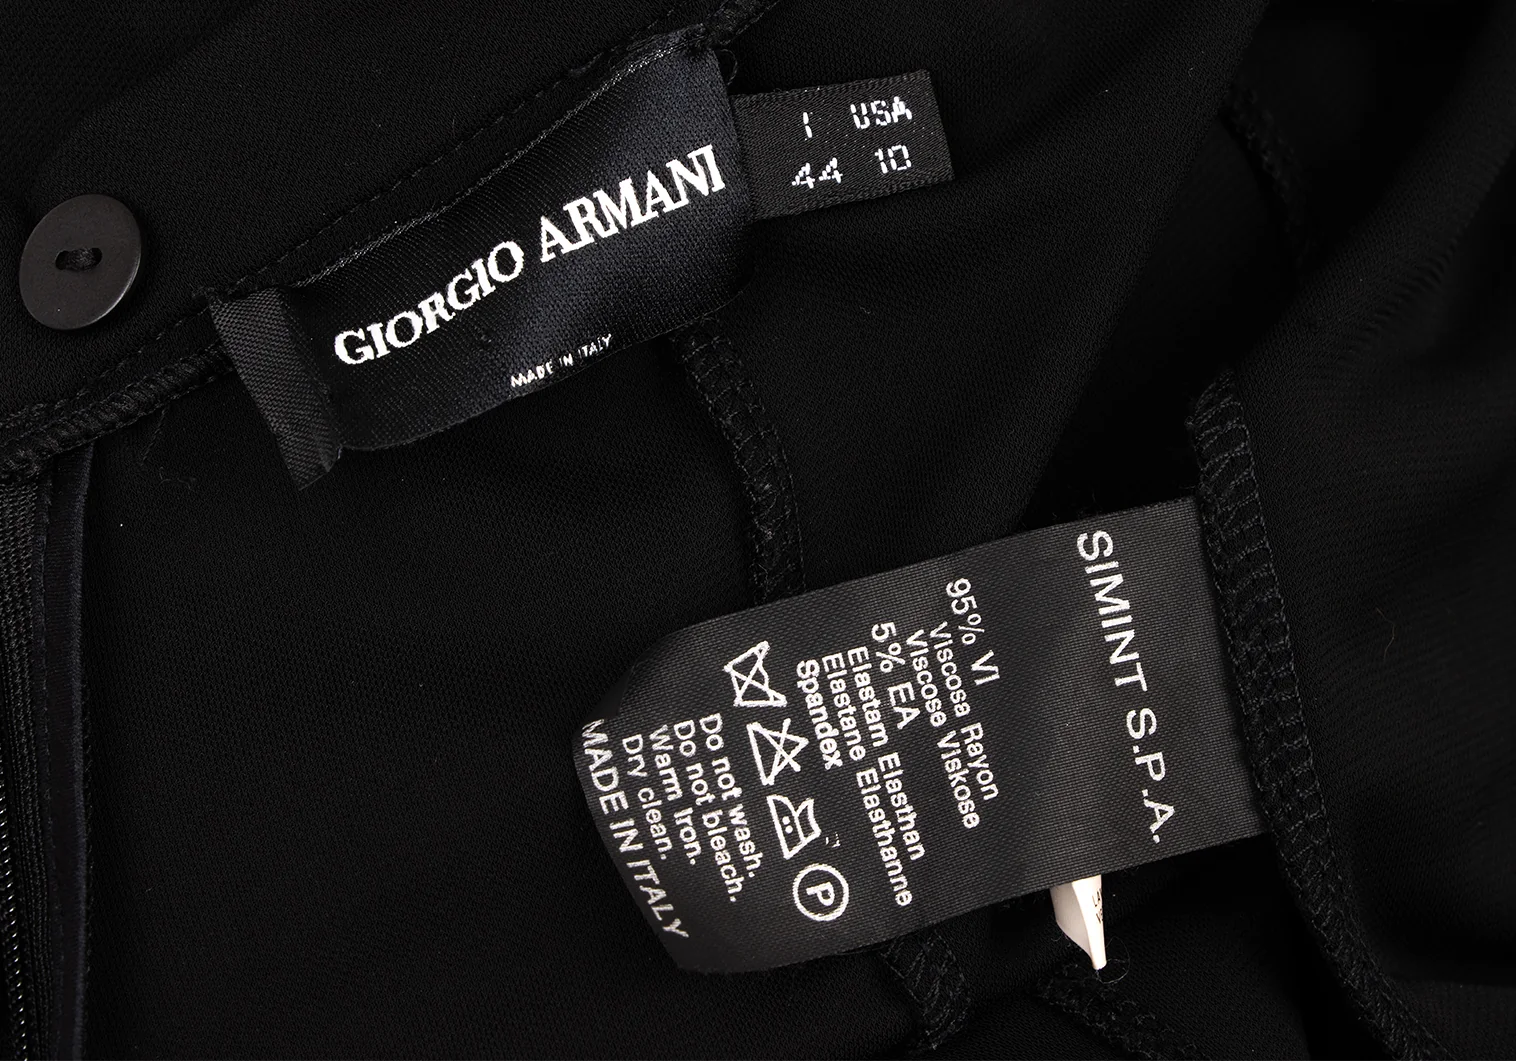 GIORGIO ARMANI
MADE IN ITALY
I USA
44 10
SIMINT S.P.A.
95% VI
Viscosa Rayon
Viscose Viskose
5% EA
Elastam Elasthan
Elastane Elasthanne
Spandex
P
Do not wash.
Do not bleach.
Warm Iron.
Dry clean.
MADE IN ITALY